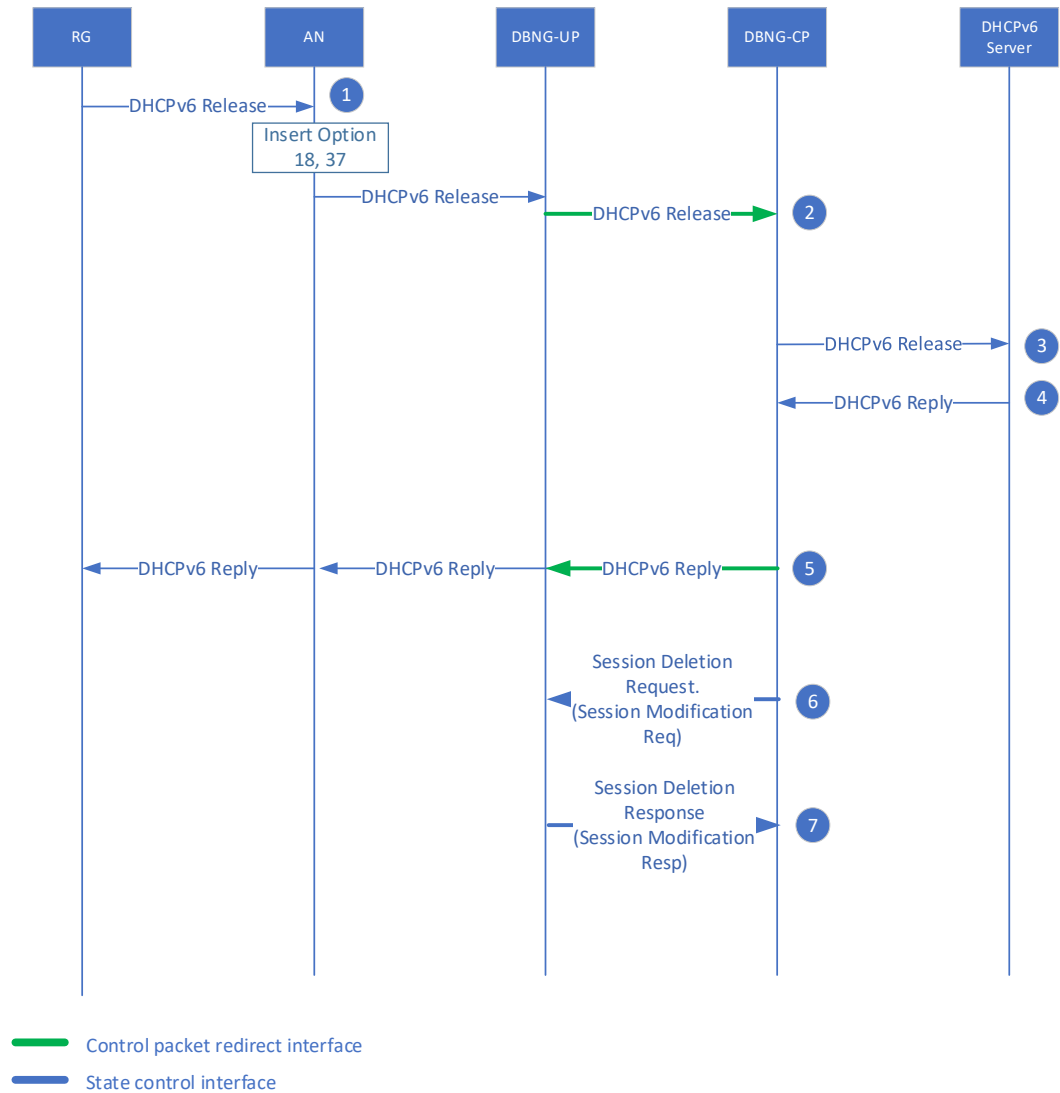 RG
AN
DBNG-UP
DBNG-CP
DHCPv6
Server
1
DHCPv6 Release
Insert Option
18, 37
DHCPv6 Release
DHCPv6 Release
2
DHCPv6 Release
3
DHCPv6 Reply
4
DHCPv6 Reply
DHCPv6 Reply
DHCPv6 Reply
5
Session Deletion
Request.
(Session Modification
Req)
6
Session Deletion
Response
(Session Modification
Resp)
7
Control packet redirect interface
State control interface